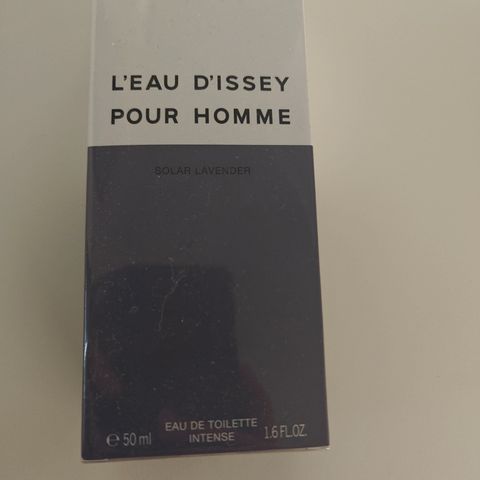 L'EAU D'ISSEY
POUR HOMME
SOLAR LAVENDER
EAU DE TOILETTE
INTENSE
℮ 50 ml
1.6 FL.OZ.